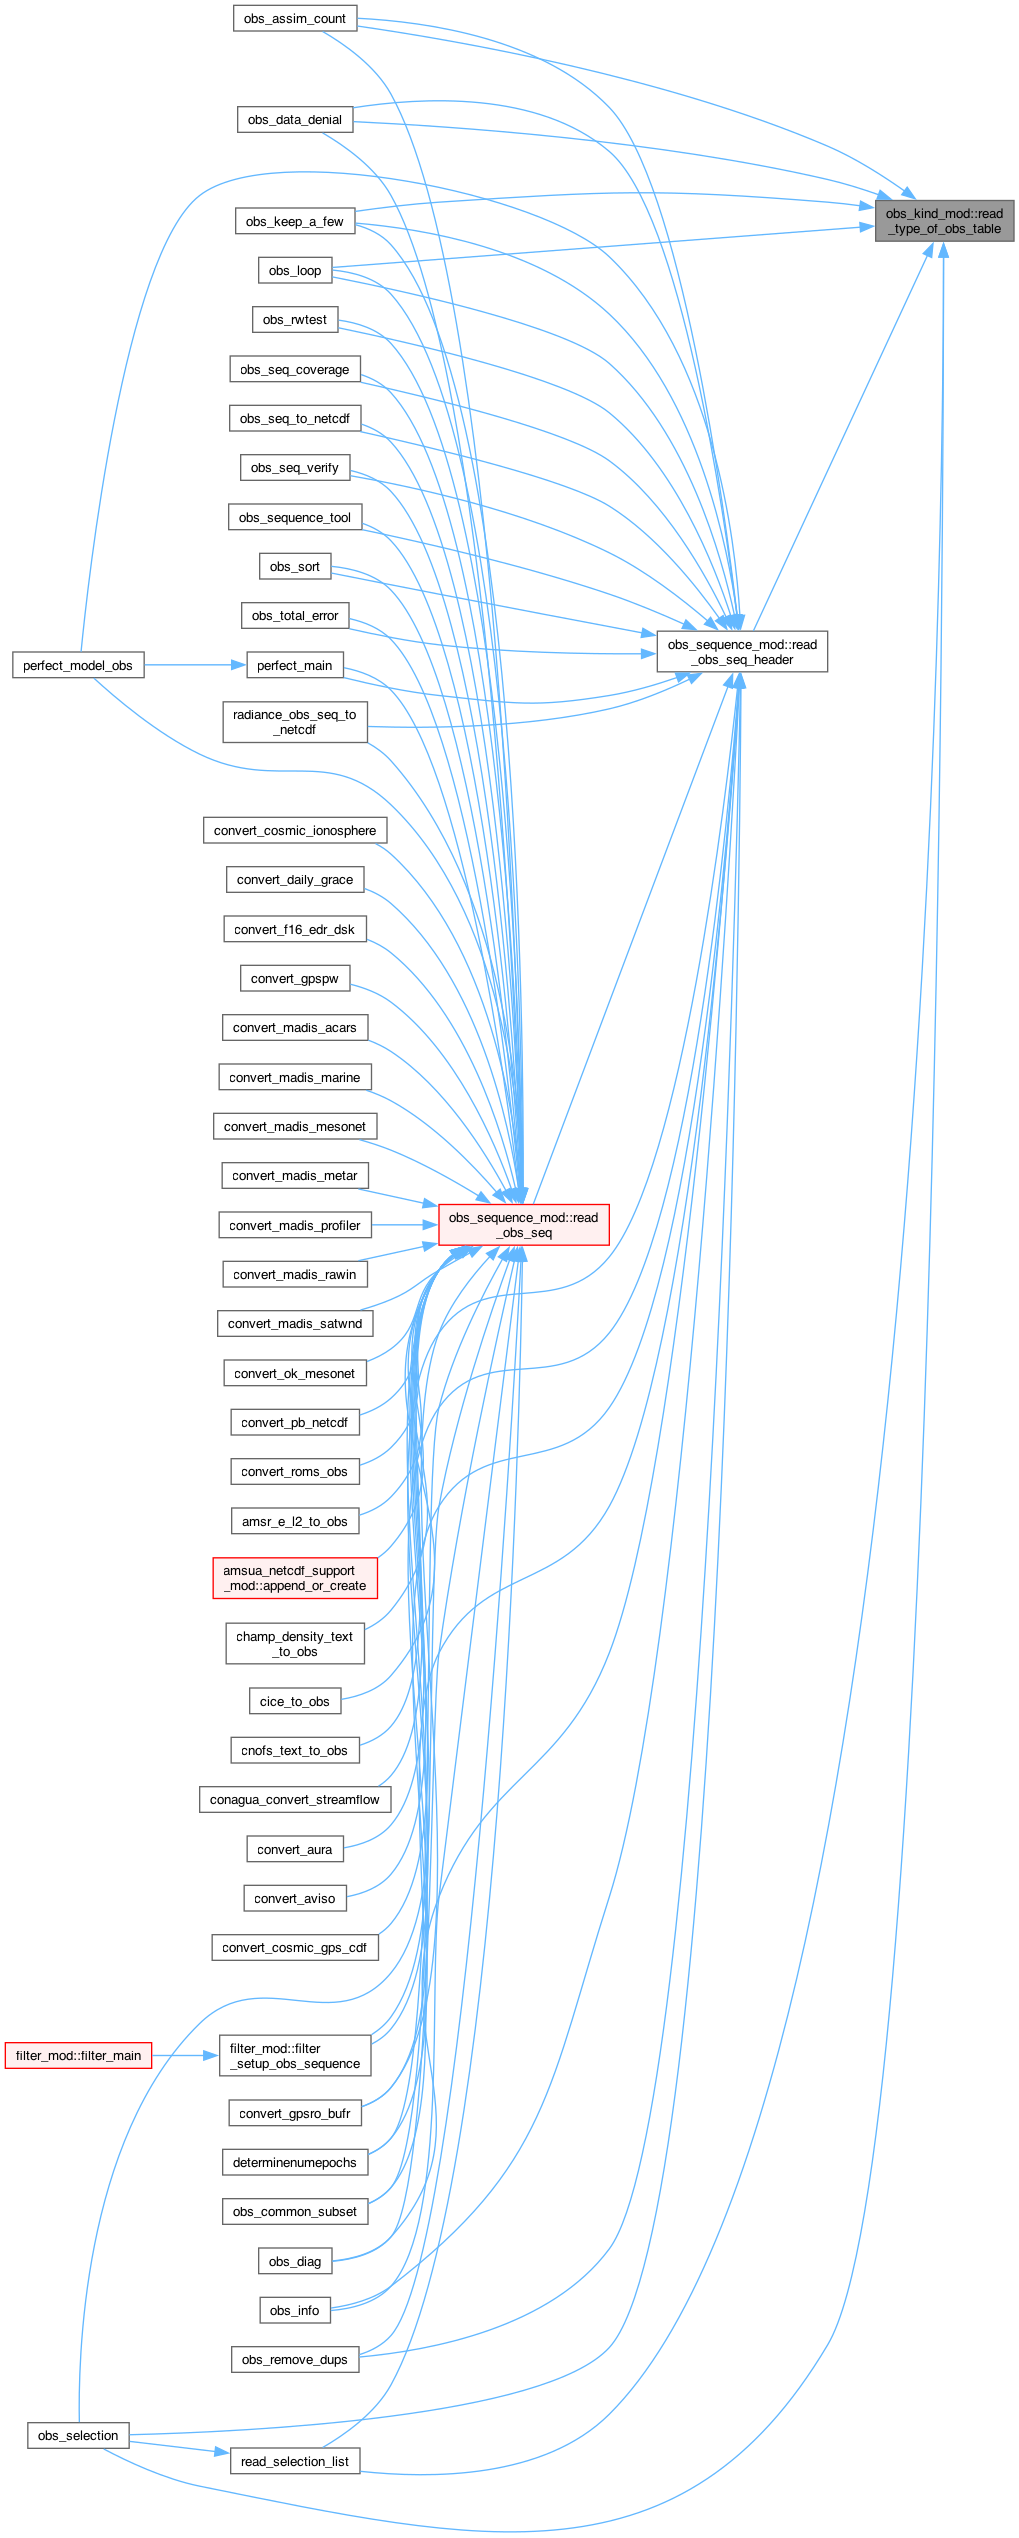 obs_assim_count
obs_data_denial
obs_kind_mod::read
_type_of_obs_table
obs_keep_a_few
obs_loop
obs_rwtest
obs_seq_coverage
obs_seq_to_netcdf
obs_seq_verify
obs_sequence_tool
obs_sort
obs_total_error
obs_sequence_mod::read
_obs_seq_header
perfect_model_obs
perfect_main
radiance_obs_seq_to
_netcdf
convert_cosmic_ionosphere
convert_daily_grace
convert_f16_edr_dsk
convert_gpspw
convert_madis_acars
convert_madis_marine
convert_madis_mesonet
convert_madis_metar
obs_sequence_mod::read
_obs_seq
convert_madis_profiler
convert_madis_rawin
convert_madis_satwnd
convert_ok_mesonet
convert_pb_netcdf
convert_roms_obs
amsr_e_l2_to_obs
amsua_netcdf_support
_mod::append_or_create
champ_density_text
_to_obs
cice_to_obs
cnofs_text_to_obs
conagua_convert_streamflow
convert_aura
convert_aviso
convert_cosmic_gps_cdf
filter_mod::filter_main
filter_mod::filter
_setup_obs_sequence
convert_gpsro_bufr
determinenumepochs
obs_common_subset
obs_diag
obs_info
obs_remove_dups
obs_selection
read_selection_list